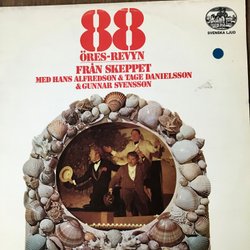 88
ÖRES-REVYN
FRÅN SKEPPET
MED HANS ALFREDSON & TAGE DANIELSSON
& GUNNAR SVENSSON
SVENSKA LJUD